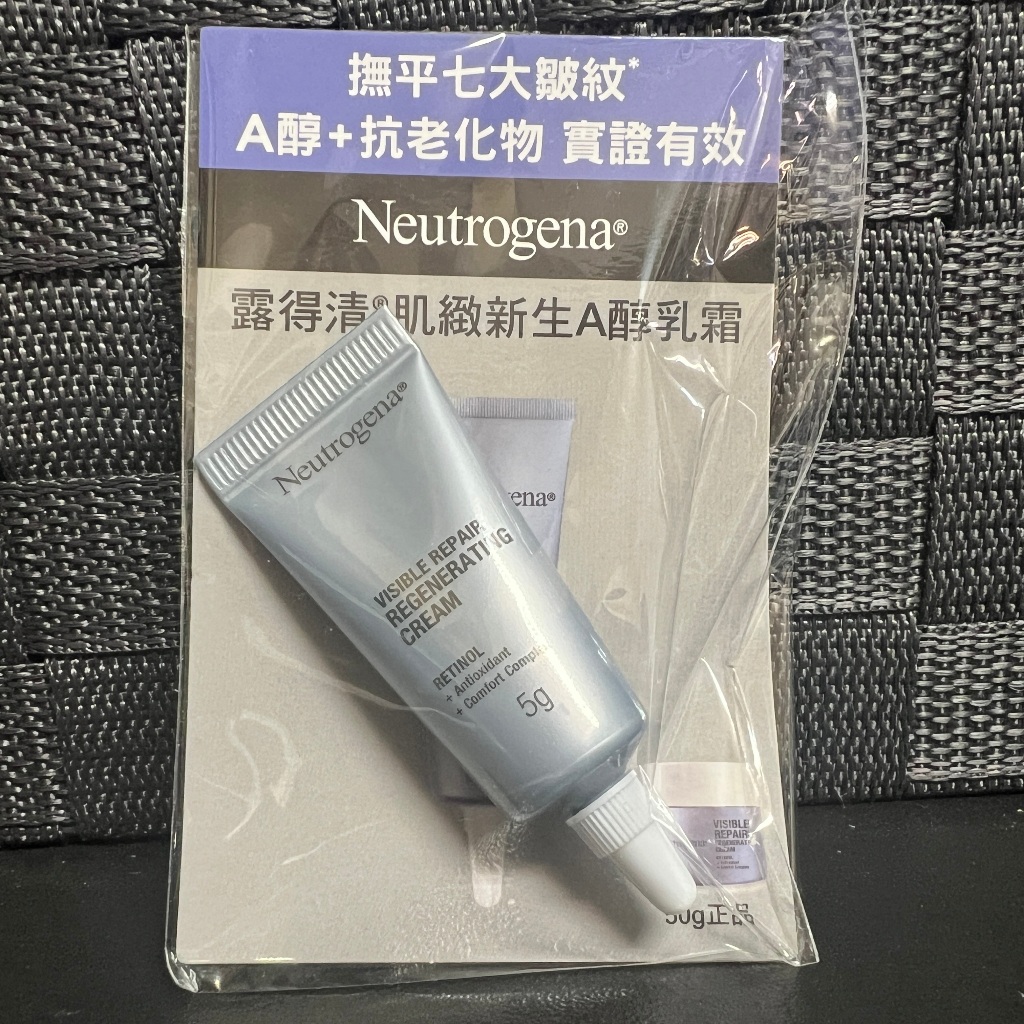 撫平七大皺紋*
A醇+抗老化物 實證有效
Neutrogena®
露得清®肌緻新生A醇乳霜
Neutrogena®
VISIBLE REPAIR
REGENERATING
CREAM
RETINOL
+ Antioxidant
+ Comfort
5g
VISIBLE
REPAIR
CREAM
50g正品